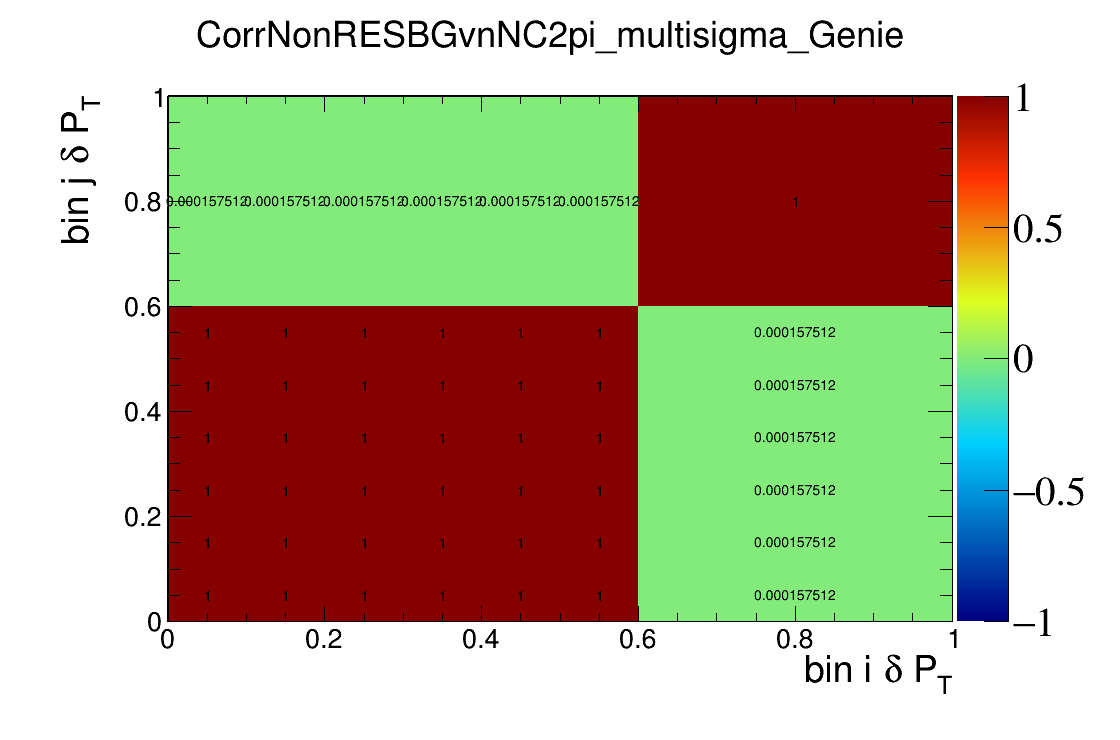 CorrNonRESBGvnNC2pi_multisigma_Genie
bin j δ P_T
1
0.8
0.6
0.4
0.2
0
0.000157512 0.000157512 0.000157512 0.000157512 0.000157512 0.000157512 1
1 1 1 1 1 1 0.000157512
1 1 1 1 1 1 0.000157512
1 1 1 1 1 1 0.000157512
1 1 1 1 1 1 0.000157512
1 1 1 1 1 1 0.000157512
1 1 1 1 1 1 0.000157512
0 0.2 0.4 0.6 0.8 1
bin i δ P_T
1
0.5
0
−0.5
−1